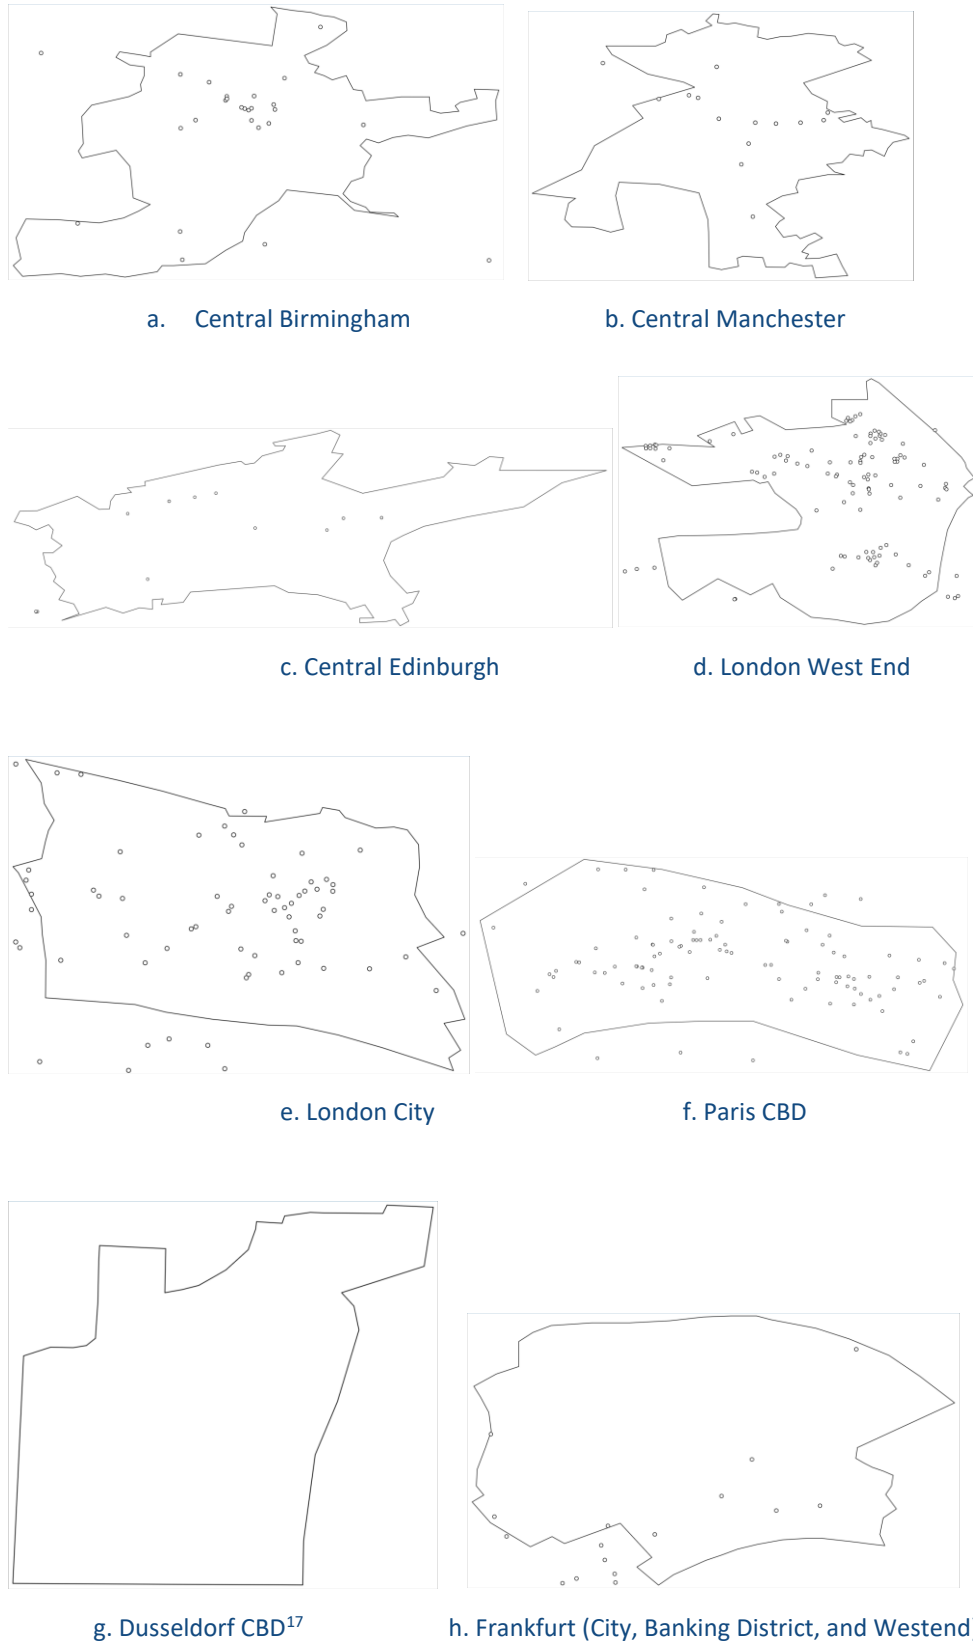 a. Central Birmingham
b. Central Manchester
c. Central Edinburgh
d. London West End
e. London City
f. Paris CBD
g. Dusseldorf CBD17
h. Frankfurt (City, Banking District, and Westend)